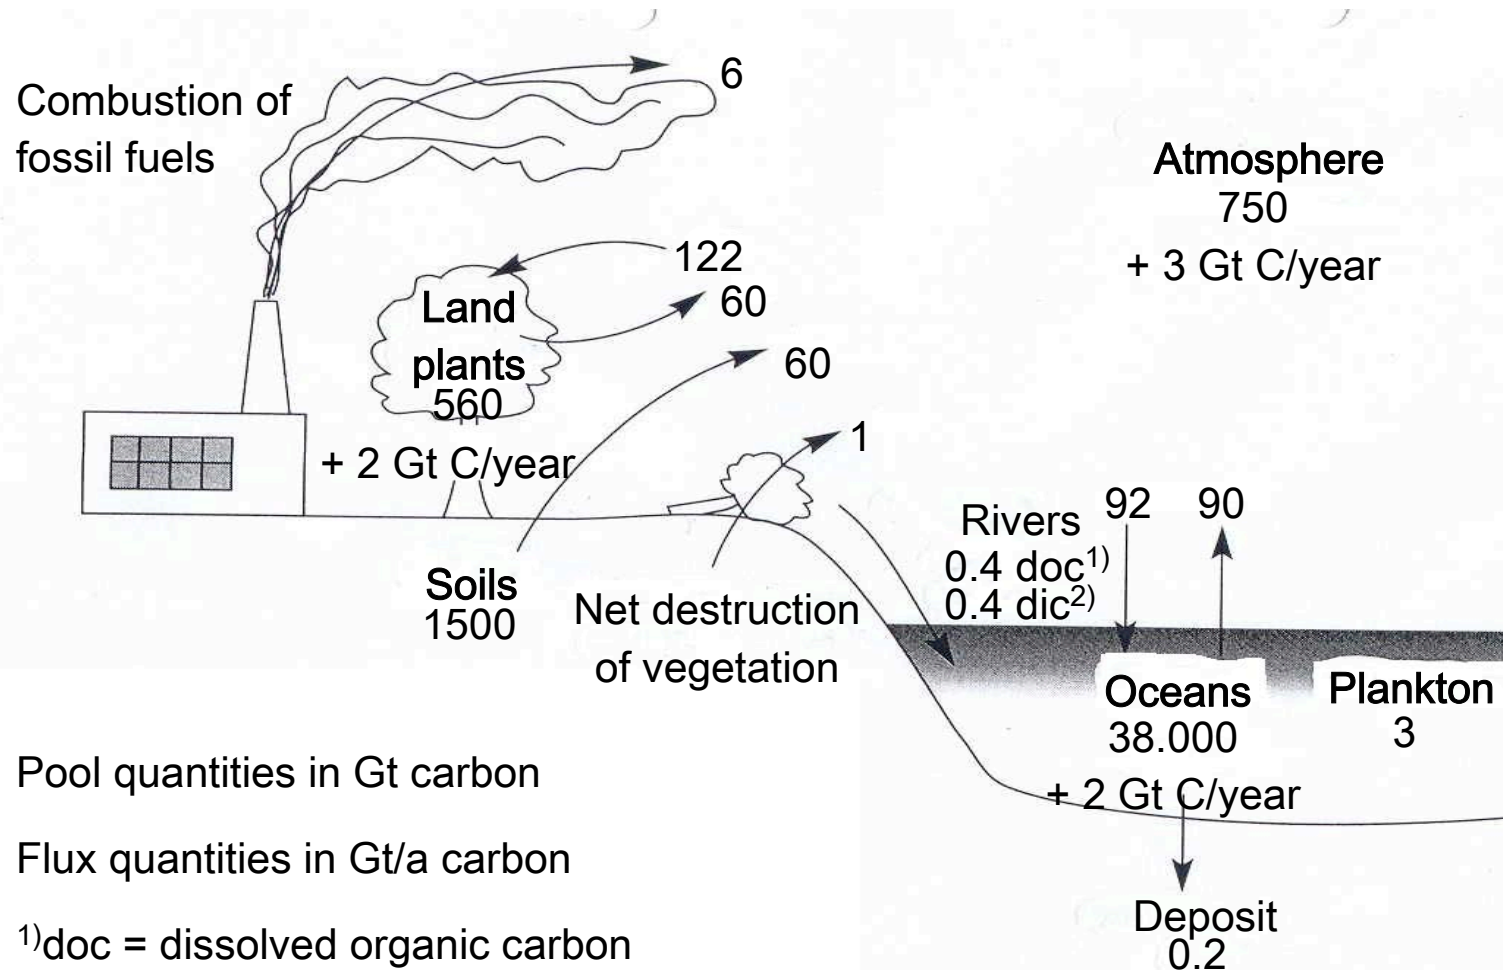 Combustion of
fossil fuels
6
Atmosphere
750
+ 3 Gt C/year
122
60
60
1
Land
plants
560
+ 2 Gt C/year
Soils
1500
Net destruction
of vegetation
Rivers
0.4 doc¹⁾
0.4 dic²⁾
92
90
Oceans
38.000
+ 2 Gt C/year
Plankton
3
Deposit
0.2
Pool quantities in Gt carbon
Flux quantities in Gt/a carbon
¹⁾doc = dissolved organic carbon